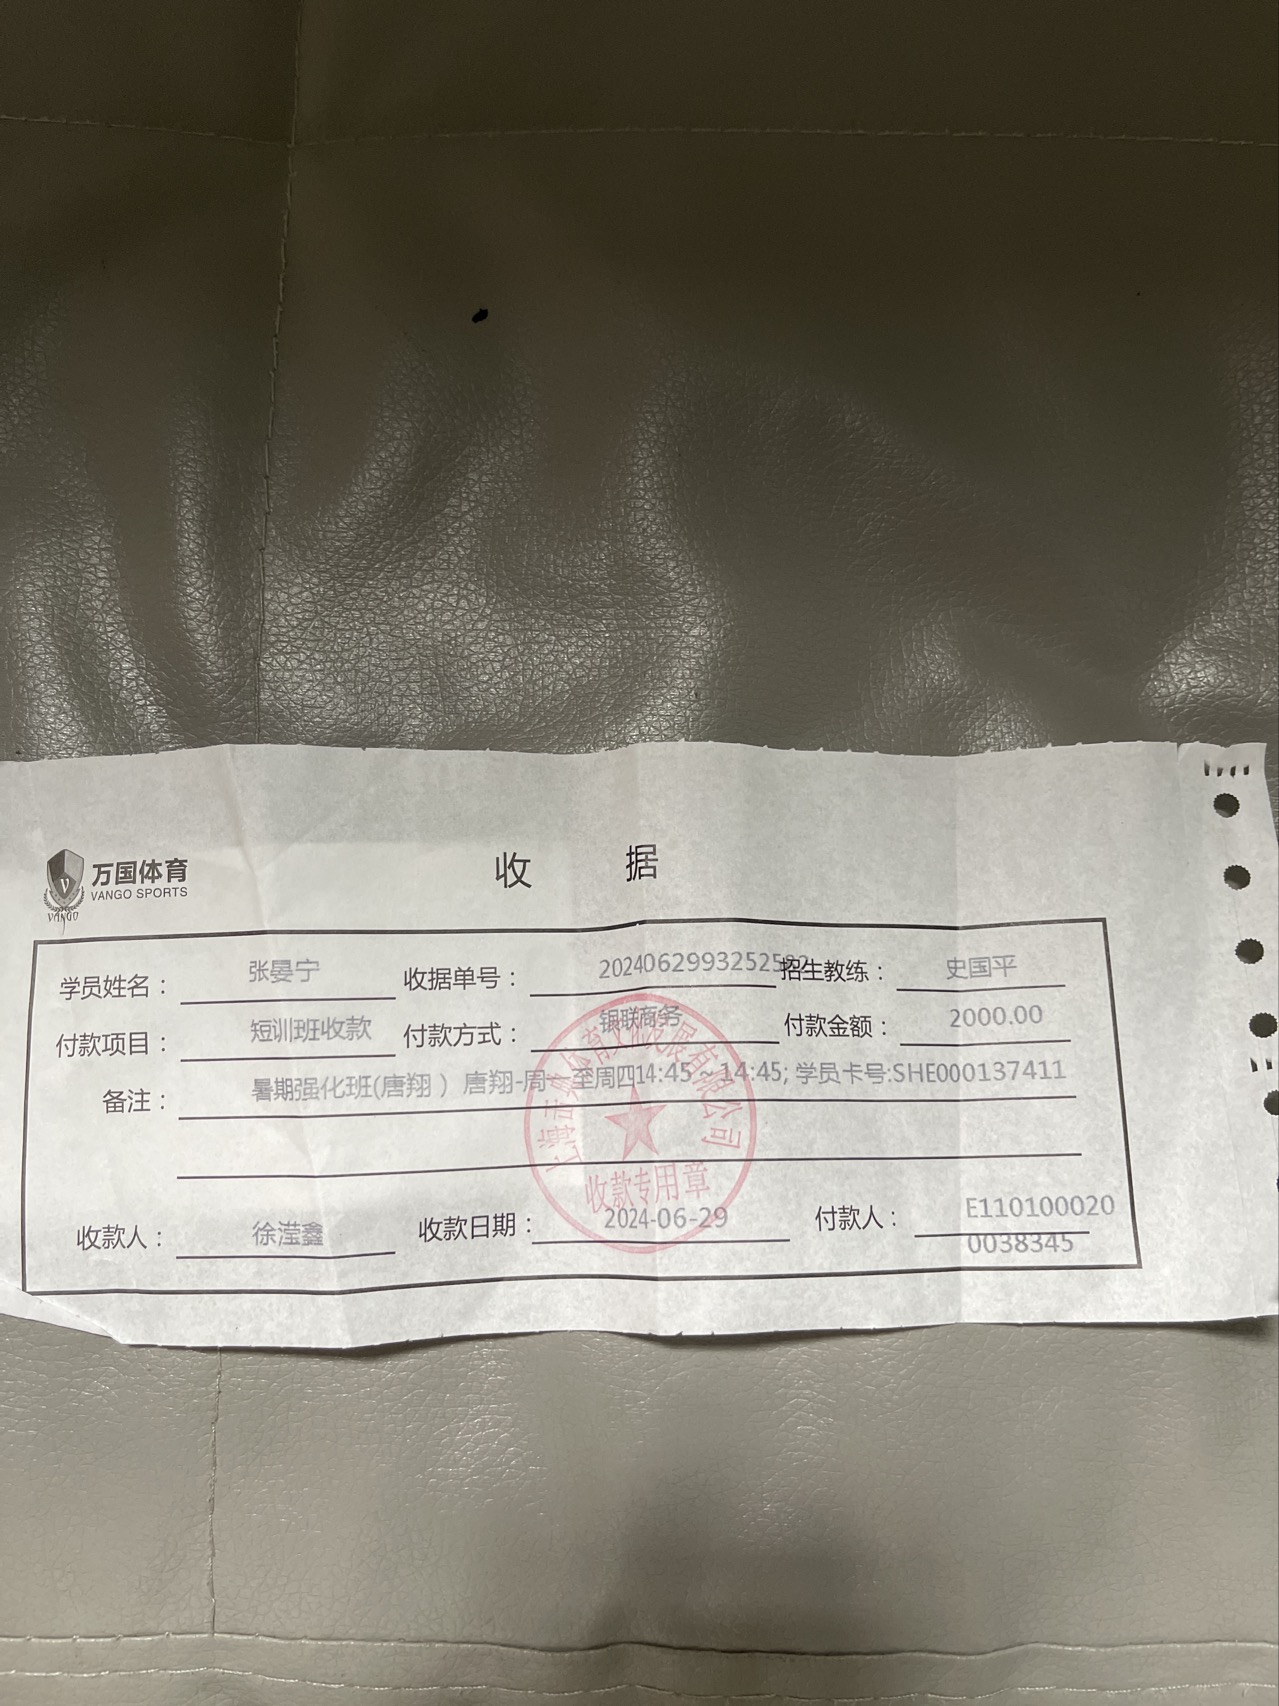 万国体育
VANGO SPORTS
VANGO
收 据
学员姓名： 张晏宁 收据单号： 2024062993252582 招生教练： 史国平
付款项目： 短训班收款 付款方式： 银联商务 付款金额： 2000.00
备注： 暑期强化班(唐翔 ）唐翔-周一至周四14:45 ~ 14:45; 学员卡号:SHE000137411
收款人： 徐滢鑫 收款日期： 2024-06-29 付款人： E110100020
0038345
收款专用章